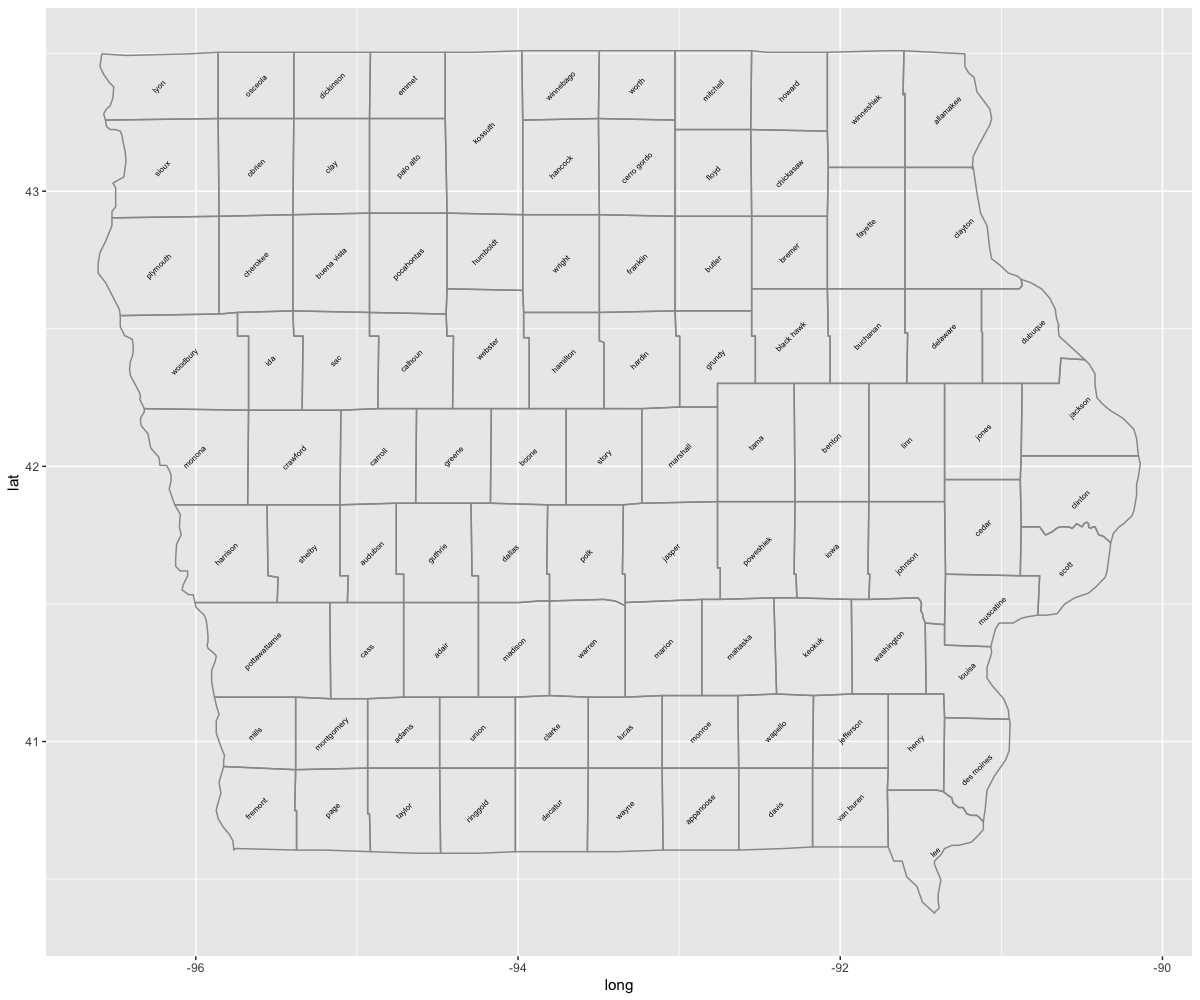 lyon
osceola
dickinson
emmet
winnebago
worth
mitchell
howard
winneshiek
allamakee
kossuth
sioux
obrien
clay
palo alto
hancock
cerro gordo
floyd
chickasaw
43
plymouth
cherokee
buena vista
pocahontas
humboldt
wright
franklin
butler
bremer
fayette
clayton
woodbury
ida
sac
calhoun
webster
hamilton
hardin
grundy
black hawk
buchanan
delaware
dubuque
jackson
monona
crawford
carroll
greene
boone
story
marshall
tama
benton
linn
jones
42
lat
clinton
harrison
shelby
audubon
guthrie
dallas
polk
jasper
poweshiek
iowa
johnson
cedar
scott
muscatine
pottawattamie
cass
adair
madison
warren
marion
mahaska
keokuk
washington
louisa
mills
montgomery
adams
union
clarke
lucas
monroe
wapello
jefferson
henry
des moines
41
fremont
page
taylor
ringgold
decatur
wayne
appanoose
davis
van buren
lee
-96
-94
-92
-90
long